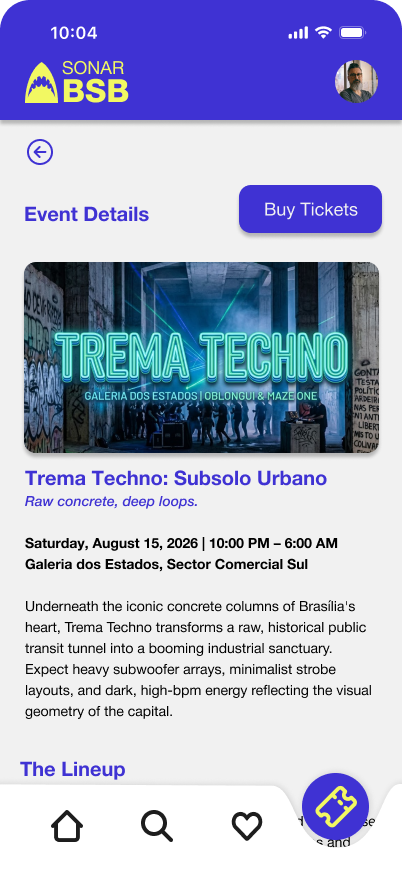 10:04
SONAR
BSB
Event Details
Buy Tickets
TREMA TECHNO
GALERIA DOS ESTADOS | OBLONGUI & MAZE ONE
Trema Techno: Subsolo Urbano
Raw concrete, deep loops.
Saturday, August 15, 2026 | 10:00 PM – 6:00 AM
Galeria dos Estados, Sector Comercial Sul
Underneath the iconic concrete columns of Brasília's
heart, Trema Techno transforms a raw, historical public
transit tunnel into a booming industrial sanctuary.
Expect heavy subwoofer arrays, minimalist strobe
layouts, and dark, high-bpm energy reflecting the visual
geometry of the capital.
The Lineup
s and